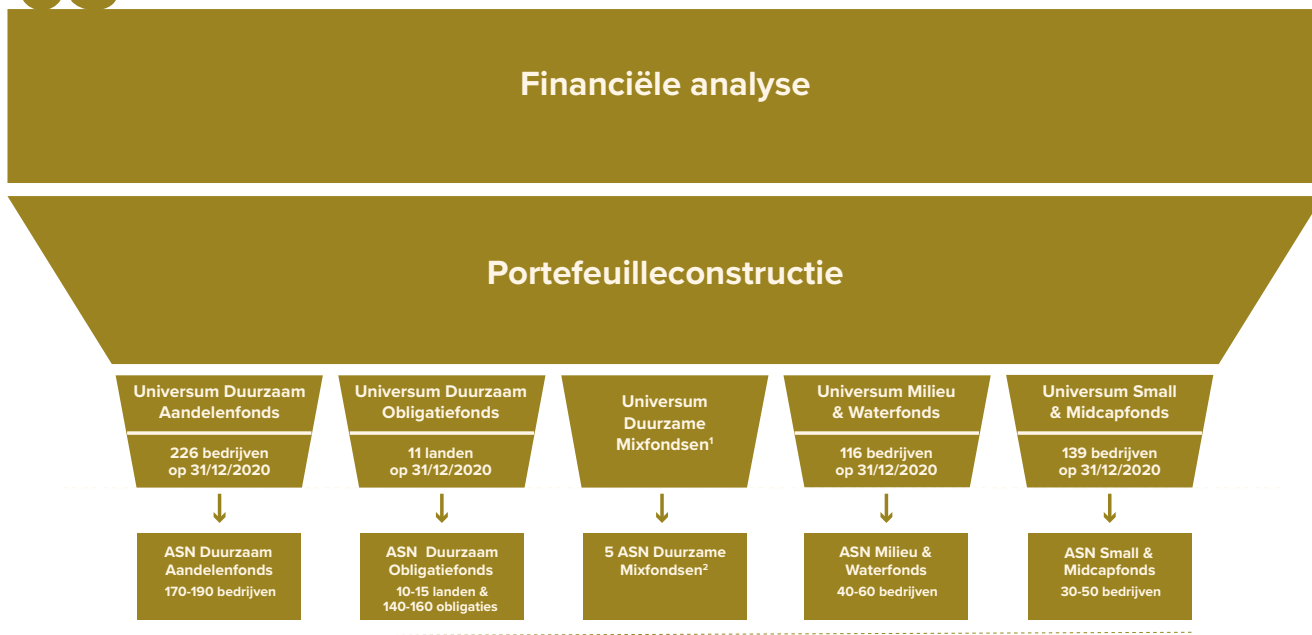 Financiële analyse
Portefeuilleconstructie
Universum Duurzaam
Aandelenfonds
226 bedrijven
op 31/12/2020
Universum Duurzaam
Obligatiefonds
11 landen
op 31/12/2020
Universum
Duurzame
Mixfondsen¹
Universum Milieu
& Waterfonds
116 bedrijven
op 31/12/2020
Universum Small
& Midcapfonds
139 bedrijven
op 31/12/2020
ASN Duurzaam
Aandelenfonds
170-190 bedrijven
ASN Duurzaam
Obligatiefonds
10-15 landen &
140-160 obligaties
5 ASN Duurzame
Mixfondsen²
ASN Milieu &
Waterfonds
40-60 bedrijven
ASN Small &
Midcapfonds
30-50 bedrijven